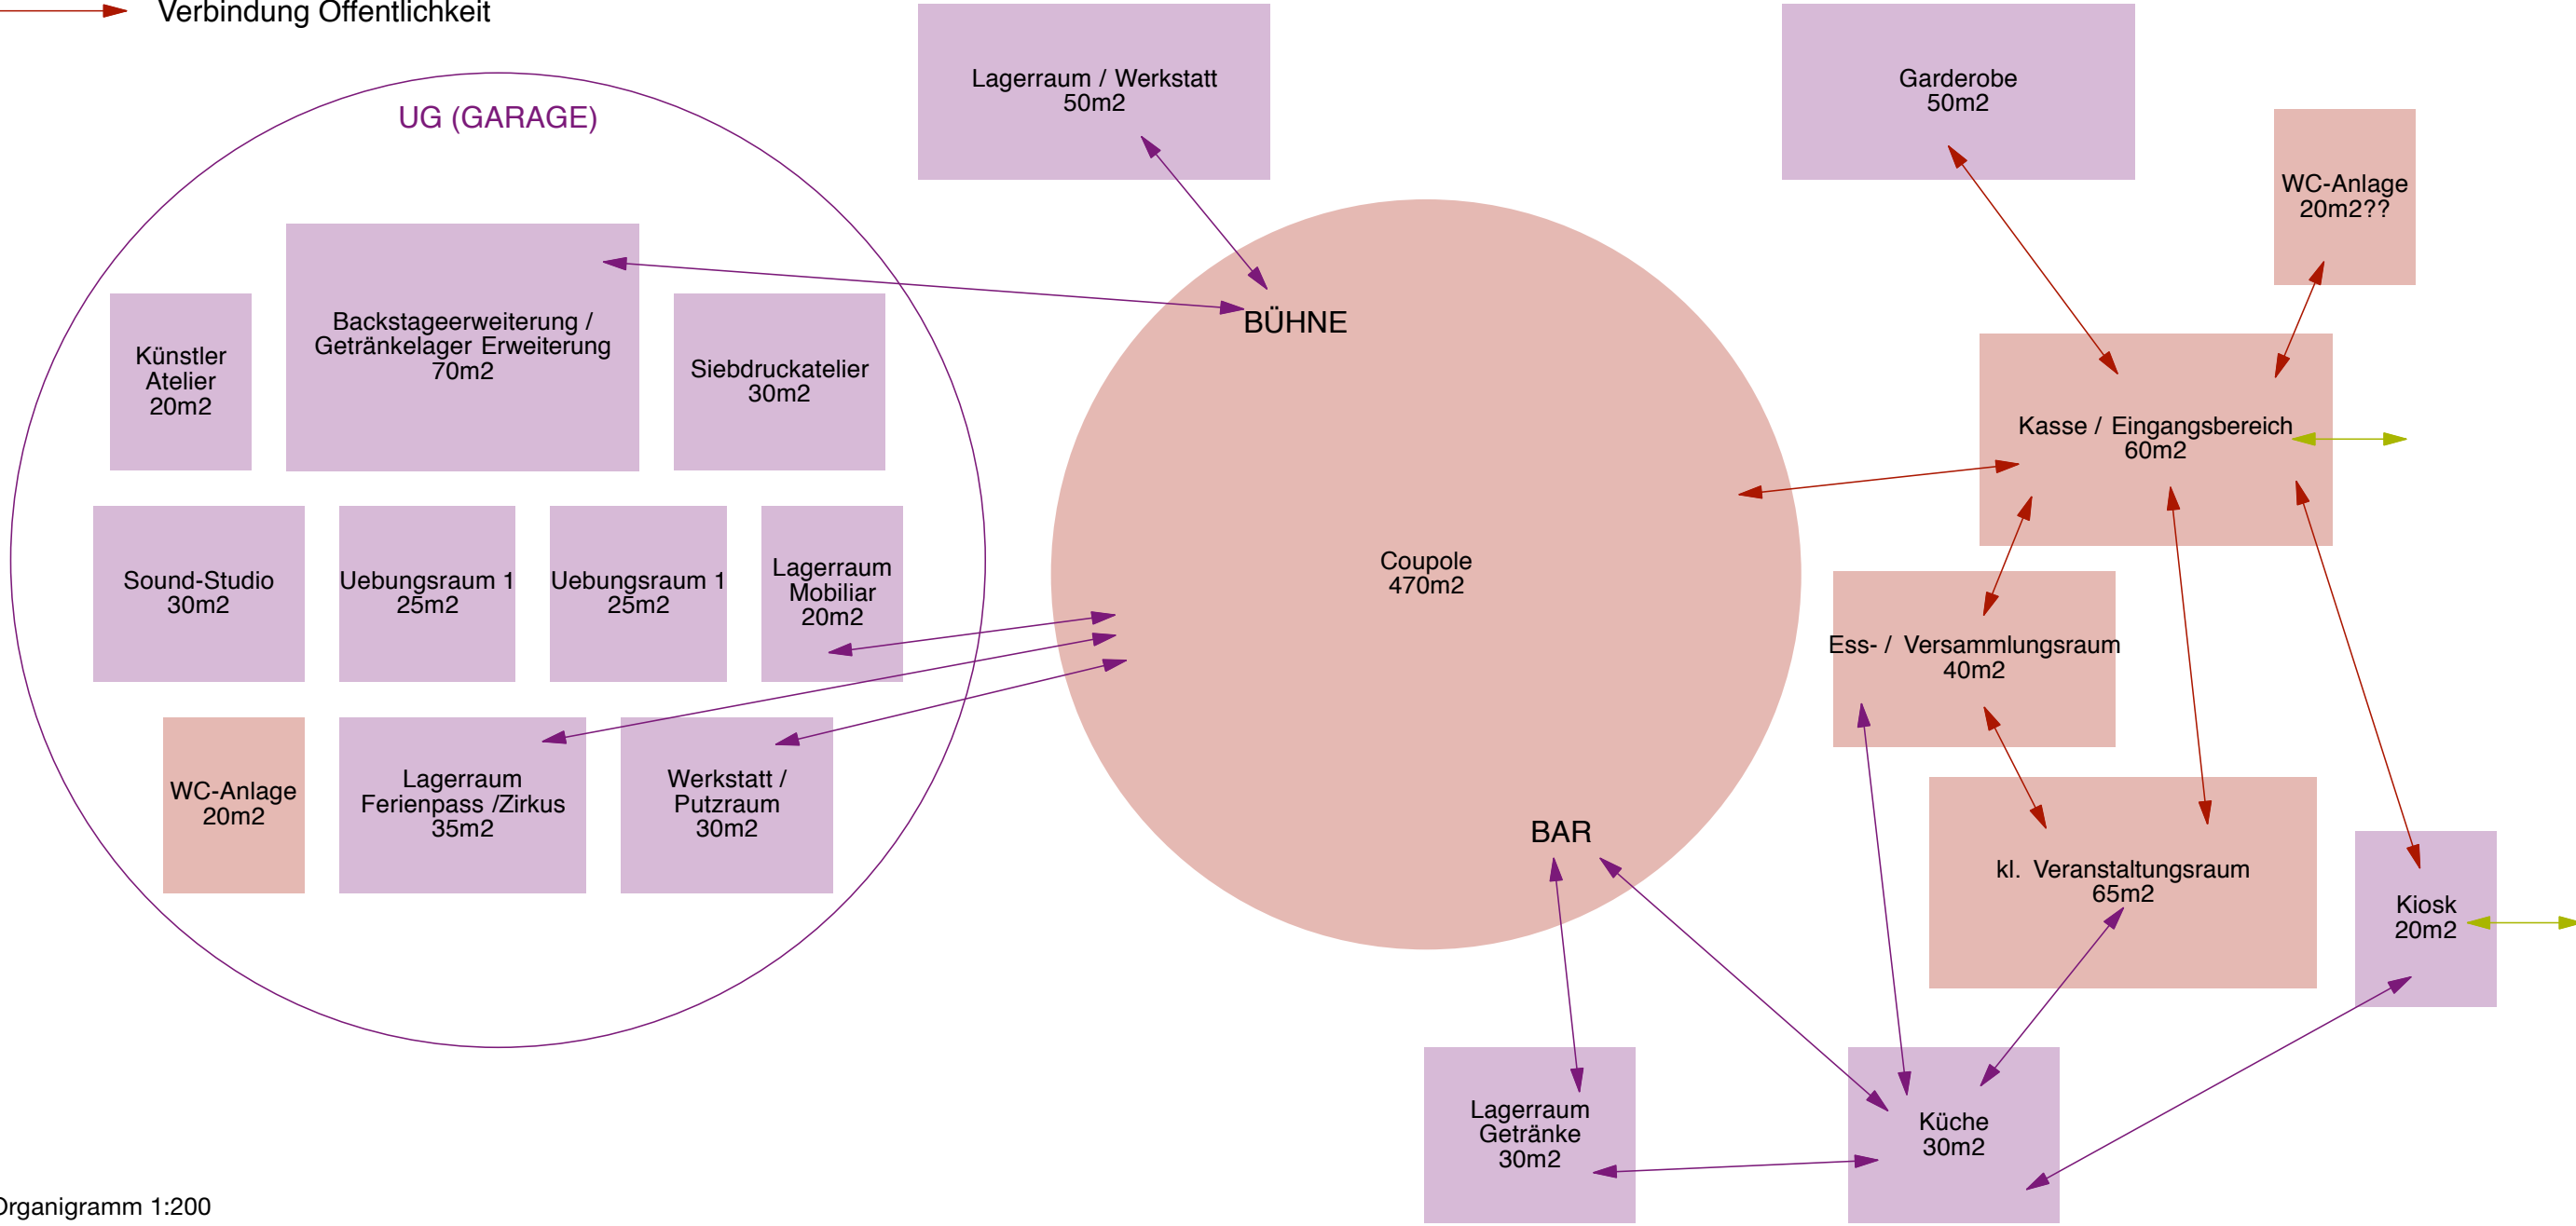 Verbindung Öffentlichkeit
UG (GARAGE)
Lagerraum / Werkstatt
50m2
Garderobe
50m2
WC-Anlage
20m2??
Backstageerweiterung /
Getränkelager Erweiterung
70m2
Künstler
Atelier
20m2
Siebdruckatelier
30m2
BÜHNE
Kasse / Eingangsbereich
60m2
Sound-Studio
30m2
Uebungsraum 1
25m2
Uebungsraum 1
25m2
Lagerraum
Mobiliar
20m2
Coupole
470m2
Ess- / Versammlungsraum
40m2
WC-Anlage
20m2
Lagerraum
Ferienpass /Zirkus
35m2
Werkstatt /
Putzraum
30m2
BAR
kl. Veranstaltungsraum
65m2
Kiosk
20m2
Lagerraum
Getränke
30m2
Küche
30m2
Organigramm 1:200